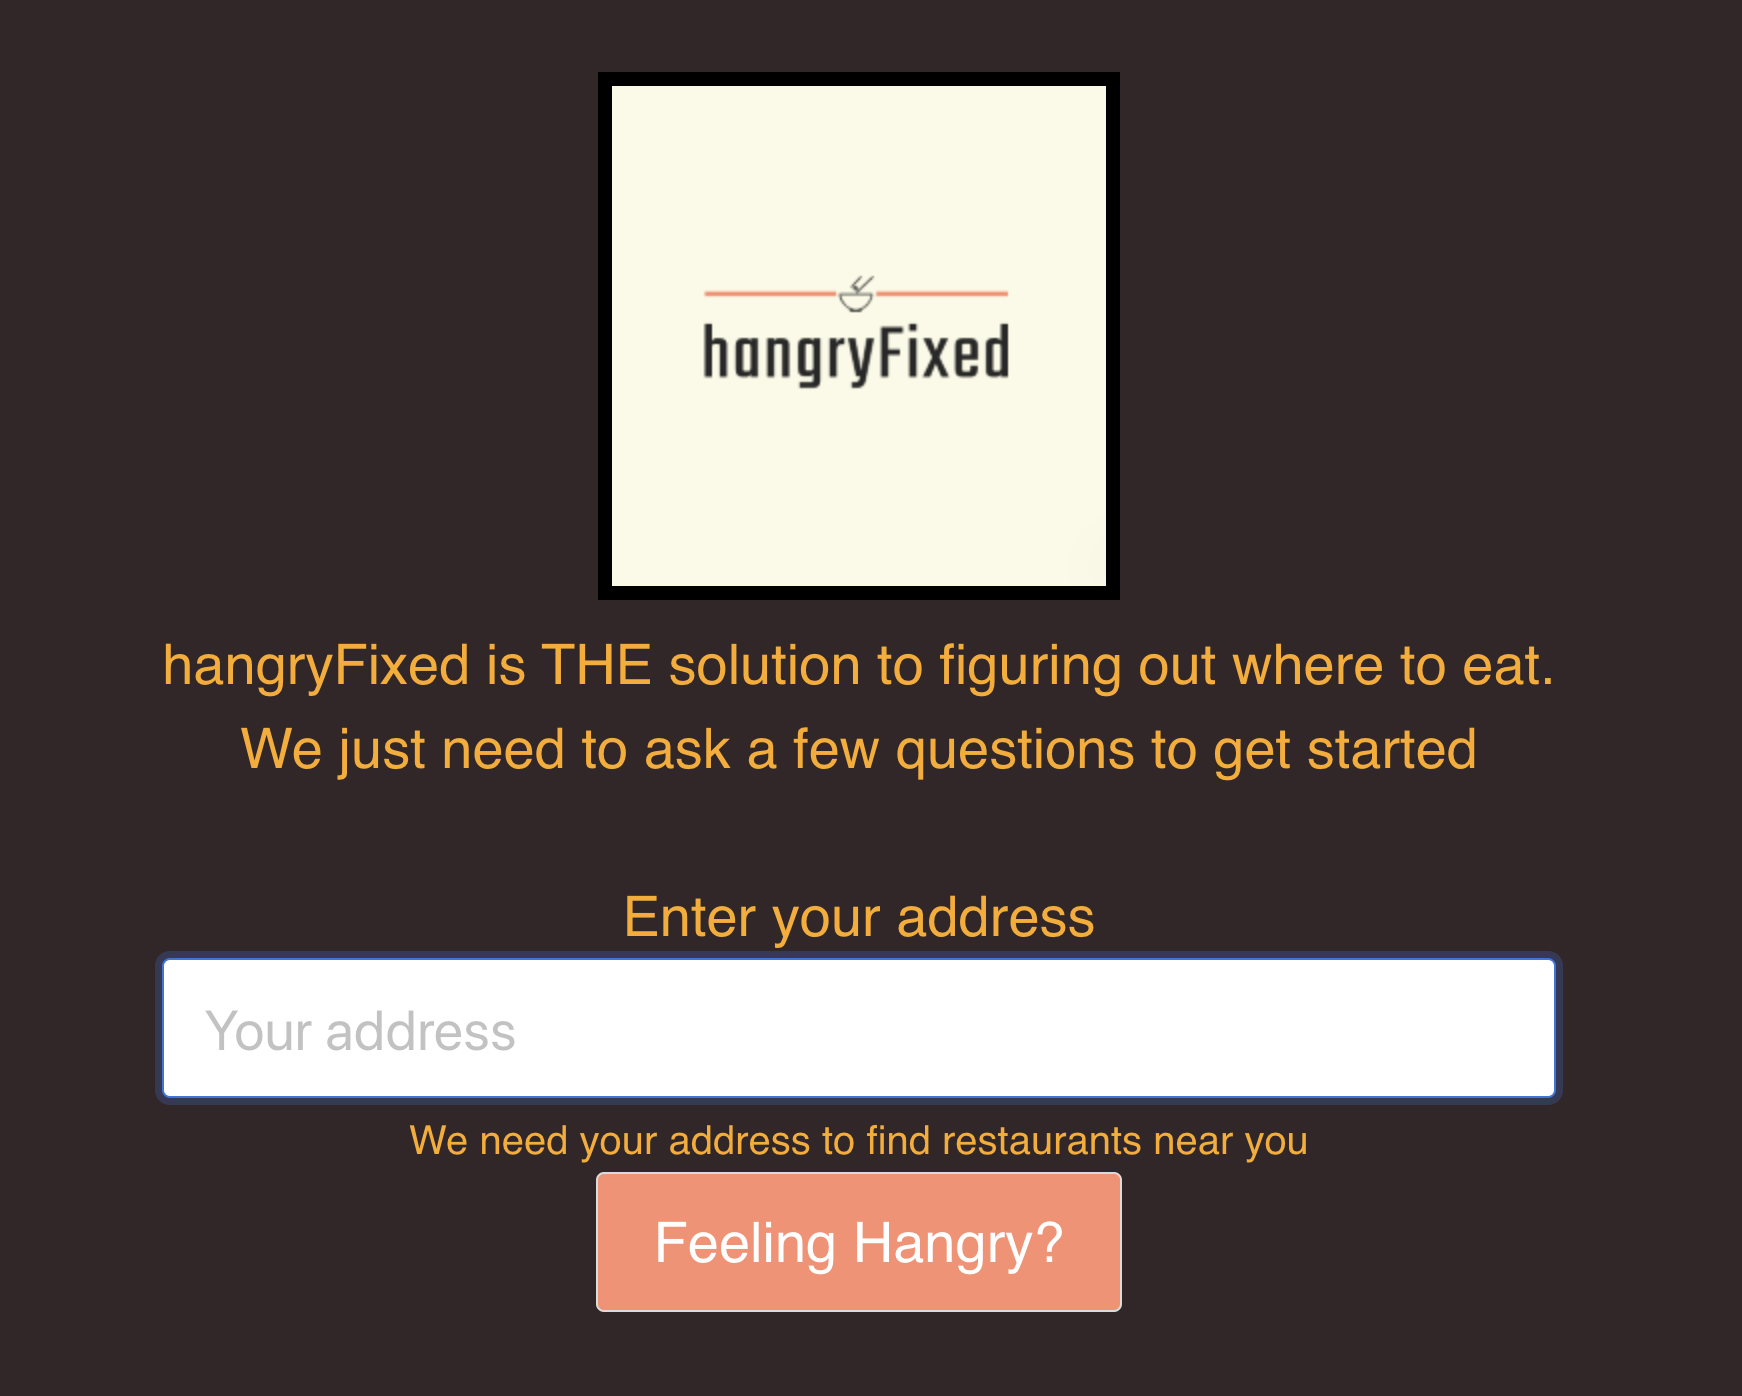 hangryFixed
hangryFixed is THE solution to figuring out where to eat.
We just need to ask a few questions to get started
Enter your address
Your address
We need your address to find restaurants near you
Feeling Hangry?